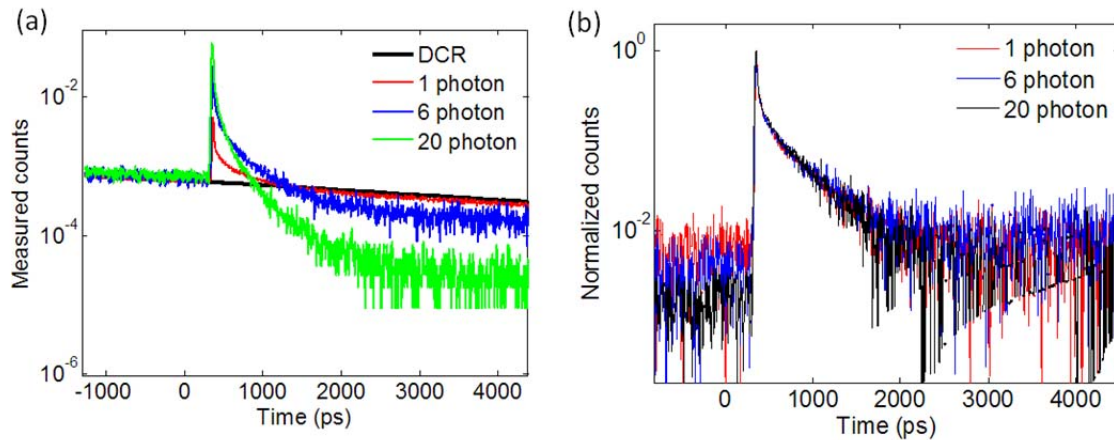 (a)
Measured counts
10^-2
10^-4
10^-6
DCR
1 photon
6 photon
20 photon
-1000 0 1000 2000 3000 4000
Time (ps)
(b)
Normalized counts
10^0
10^-2
1 photon
6 photon
20 photon
0 1000 2000 3000 4000
Time (ps)